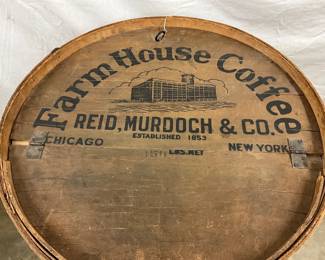 Farm House Coffee
REID, MURDOCH & CO.
ESTABLISHED 1853
CHICAGO NEW YORK
LBS. NET